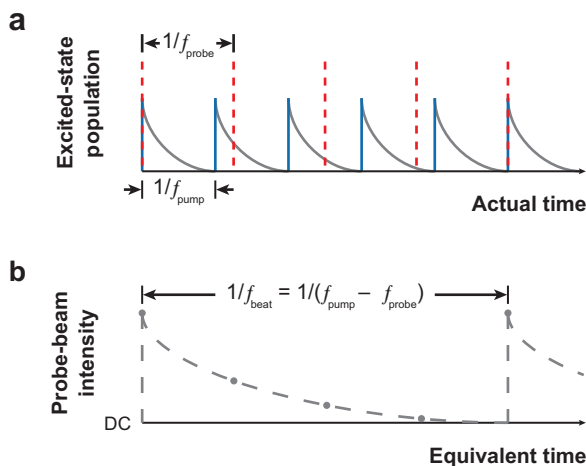 a
1/f_probe
Excited-state
population
1/f_pump
Actual time
b
1/f_beat = 1/(f_pump – f_probe)
Probe-beam
intensity
DC
Equivalent time